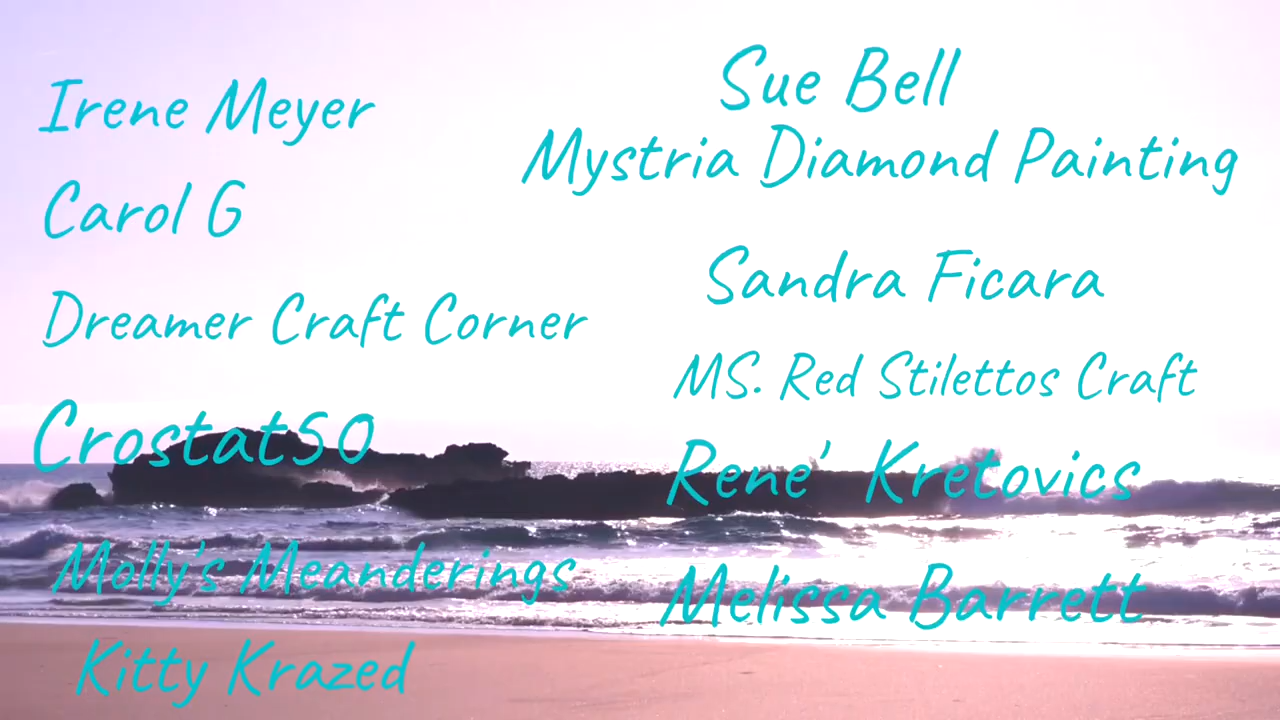 Irene Meyer
Carol G
Dreamer Craft Corner
Crostat50
Molly's Meanderings
Kitty Krazed
Sue Bell
Mystria Diamond Painting
Sandra Ficara
MS. Red Stilettos Craft
Rene' Kretovics
Melissa Barrett